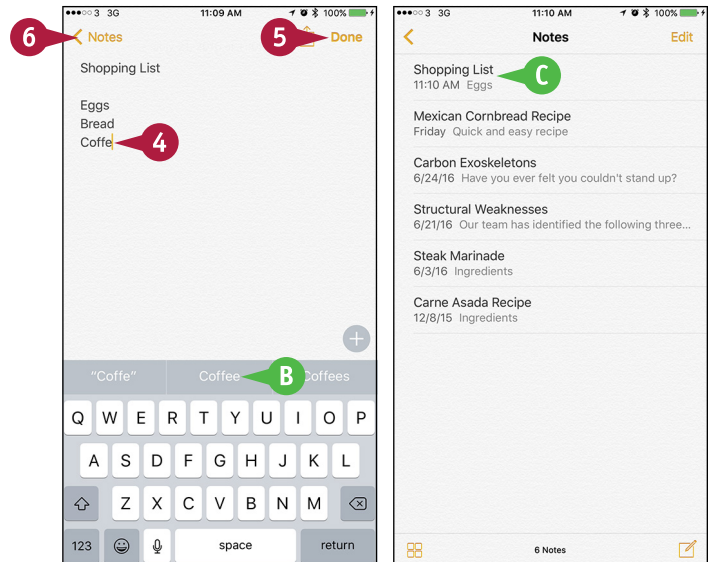 3 3G 11:09 AM 100%
6 Notes 5 Done
Shopping List
Eggs
Bread
Coffe 4
"Coffe" Coffee B Coffees
Q W E R T Y U I O P
A S D F G H J K L
Z X C V B N M
123 space return
3 3G 11:10 AM 100%
Notes Edit
Shopping List
11:10 AM Eggs C
Mexican Cornbread Recipe
Friday Quick and easy recipe
Carbon Exoskeletons
6/24/16 Have you ever felt you couldn't stand up?
Structural Weaknesses
6/21/16 Our team has identified the following three...
Steak Marinade
6/3/16 Ingredients
Carne Asada Recipe
12/8/15 Ingredients
6 Notes